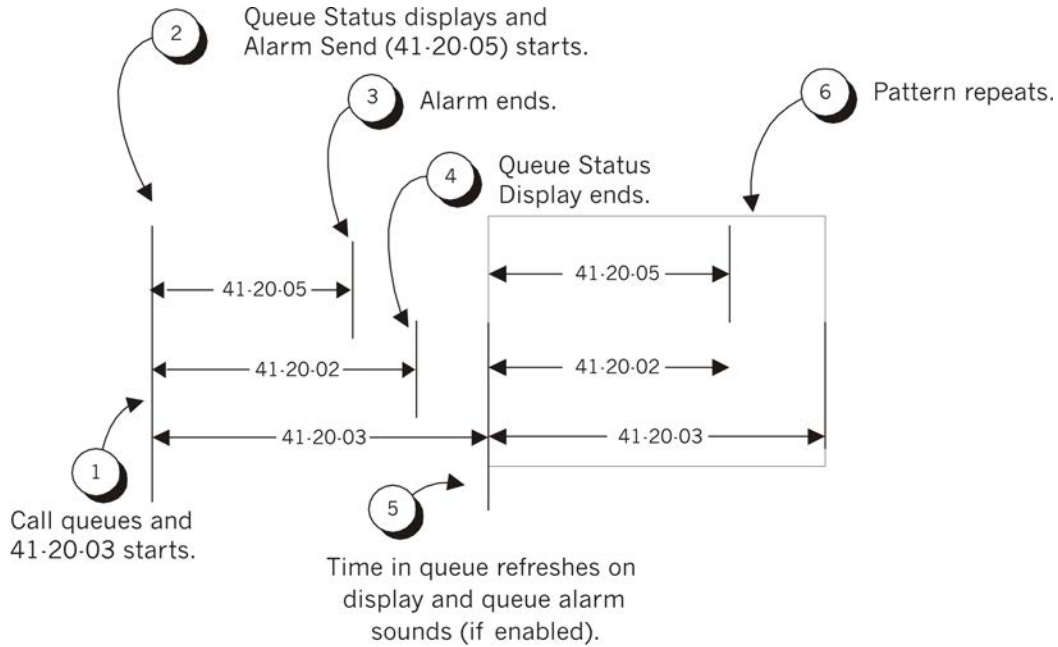 2
Queue Status displays and
Alarm Send (41-20-05) starts.
3
Alarm ends.
6
Pattern repeats.
4
Queue Status
Display ends.
41-20-05
41-20-05
41-20-02
41-20-02
41-20-03
41-20-03
1
Call queues and
41-20-03 starts.
5
Time in queue refreshes on
display and queue alarm
sounds (if enabled).